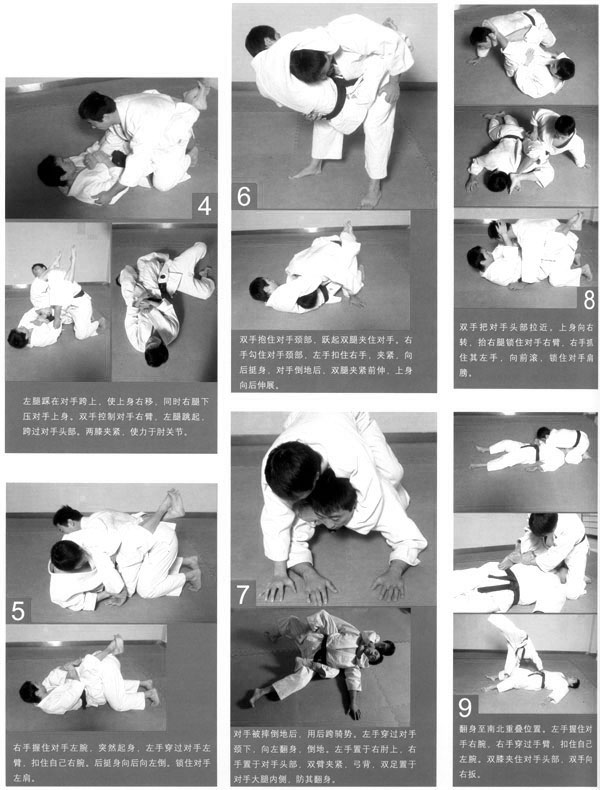 4
左腿踩在对手跨上，使上身右移，同时右腿下
压对手上身。双手控制对手右臂，左腿跳起，
跨过对手头部。两膝夹紧，使力于肘关节。
5
右手握住对手左腕，突然起身，左手穿过对手左
臂，扣住自己右腕。后挺身向后向左倒。锁住对手
左肩。
6
双手抱住对手颈部，跃起双腿夹住对手。右
手勾住对手颈部，左手扣住右手，夹紧，向
后挺身，对手倒地后，双腿夹紧前伸，上身
向后伸展。
7
对手被摔倒地后，用后跨骑势。左手穿过对手
颈下，向左翻身，倒地。左手置于右肘上，右
手置于对手头部，双臂夹紧，弓背，双足置于
对手大腿内侧，防其翻身。
8
双手把对手头部拉近。上身向右
转，抬右腿锁住对手右臂，右手抓
住其左手，向前滚，锁住对手肩
膀。
9
翻身至南北重叠位置。左手握住对
手右腕，右手穿过手臂，扣住自己
左腕。双膝夹住对手头部，双手向
右扳。